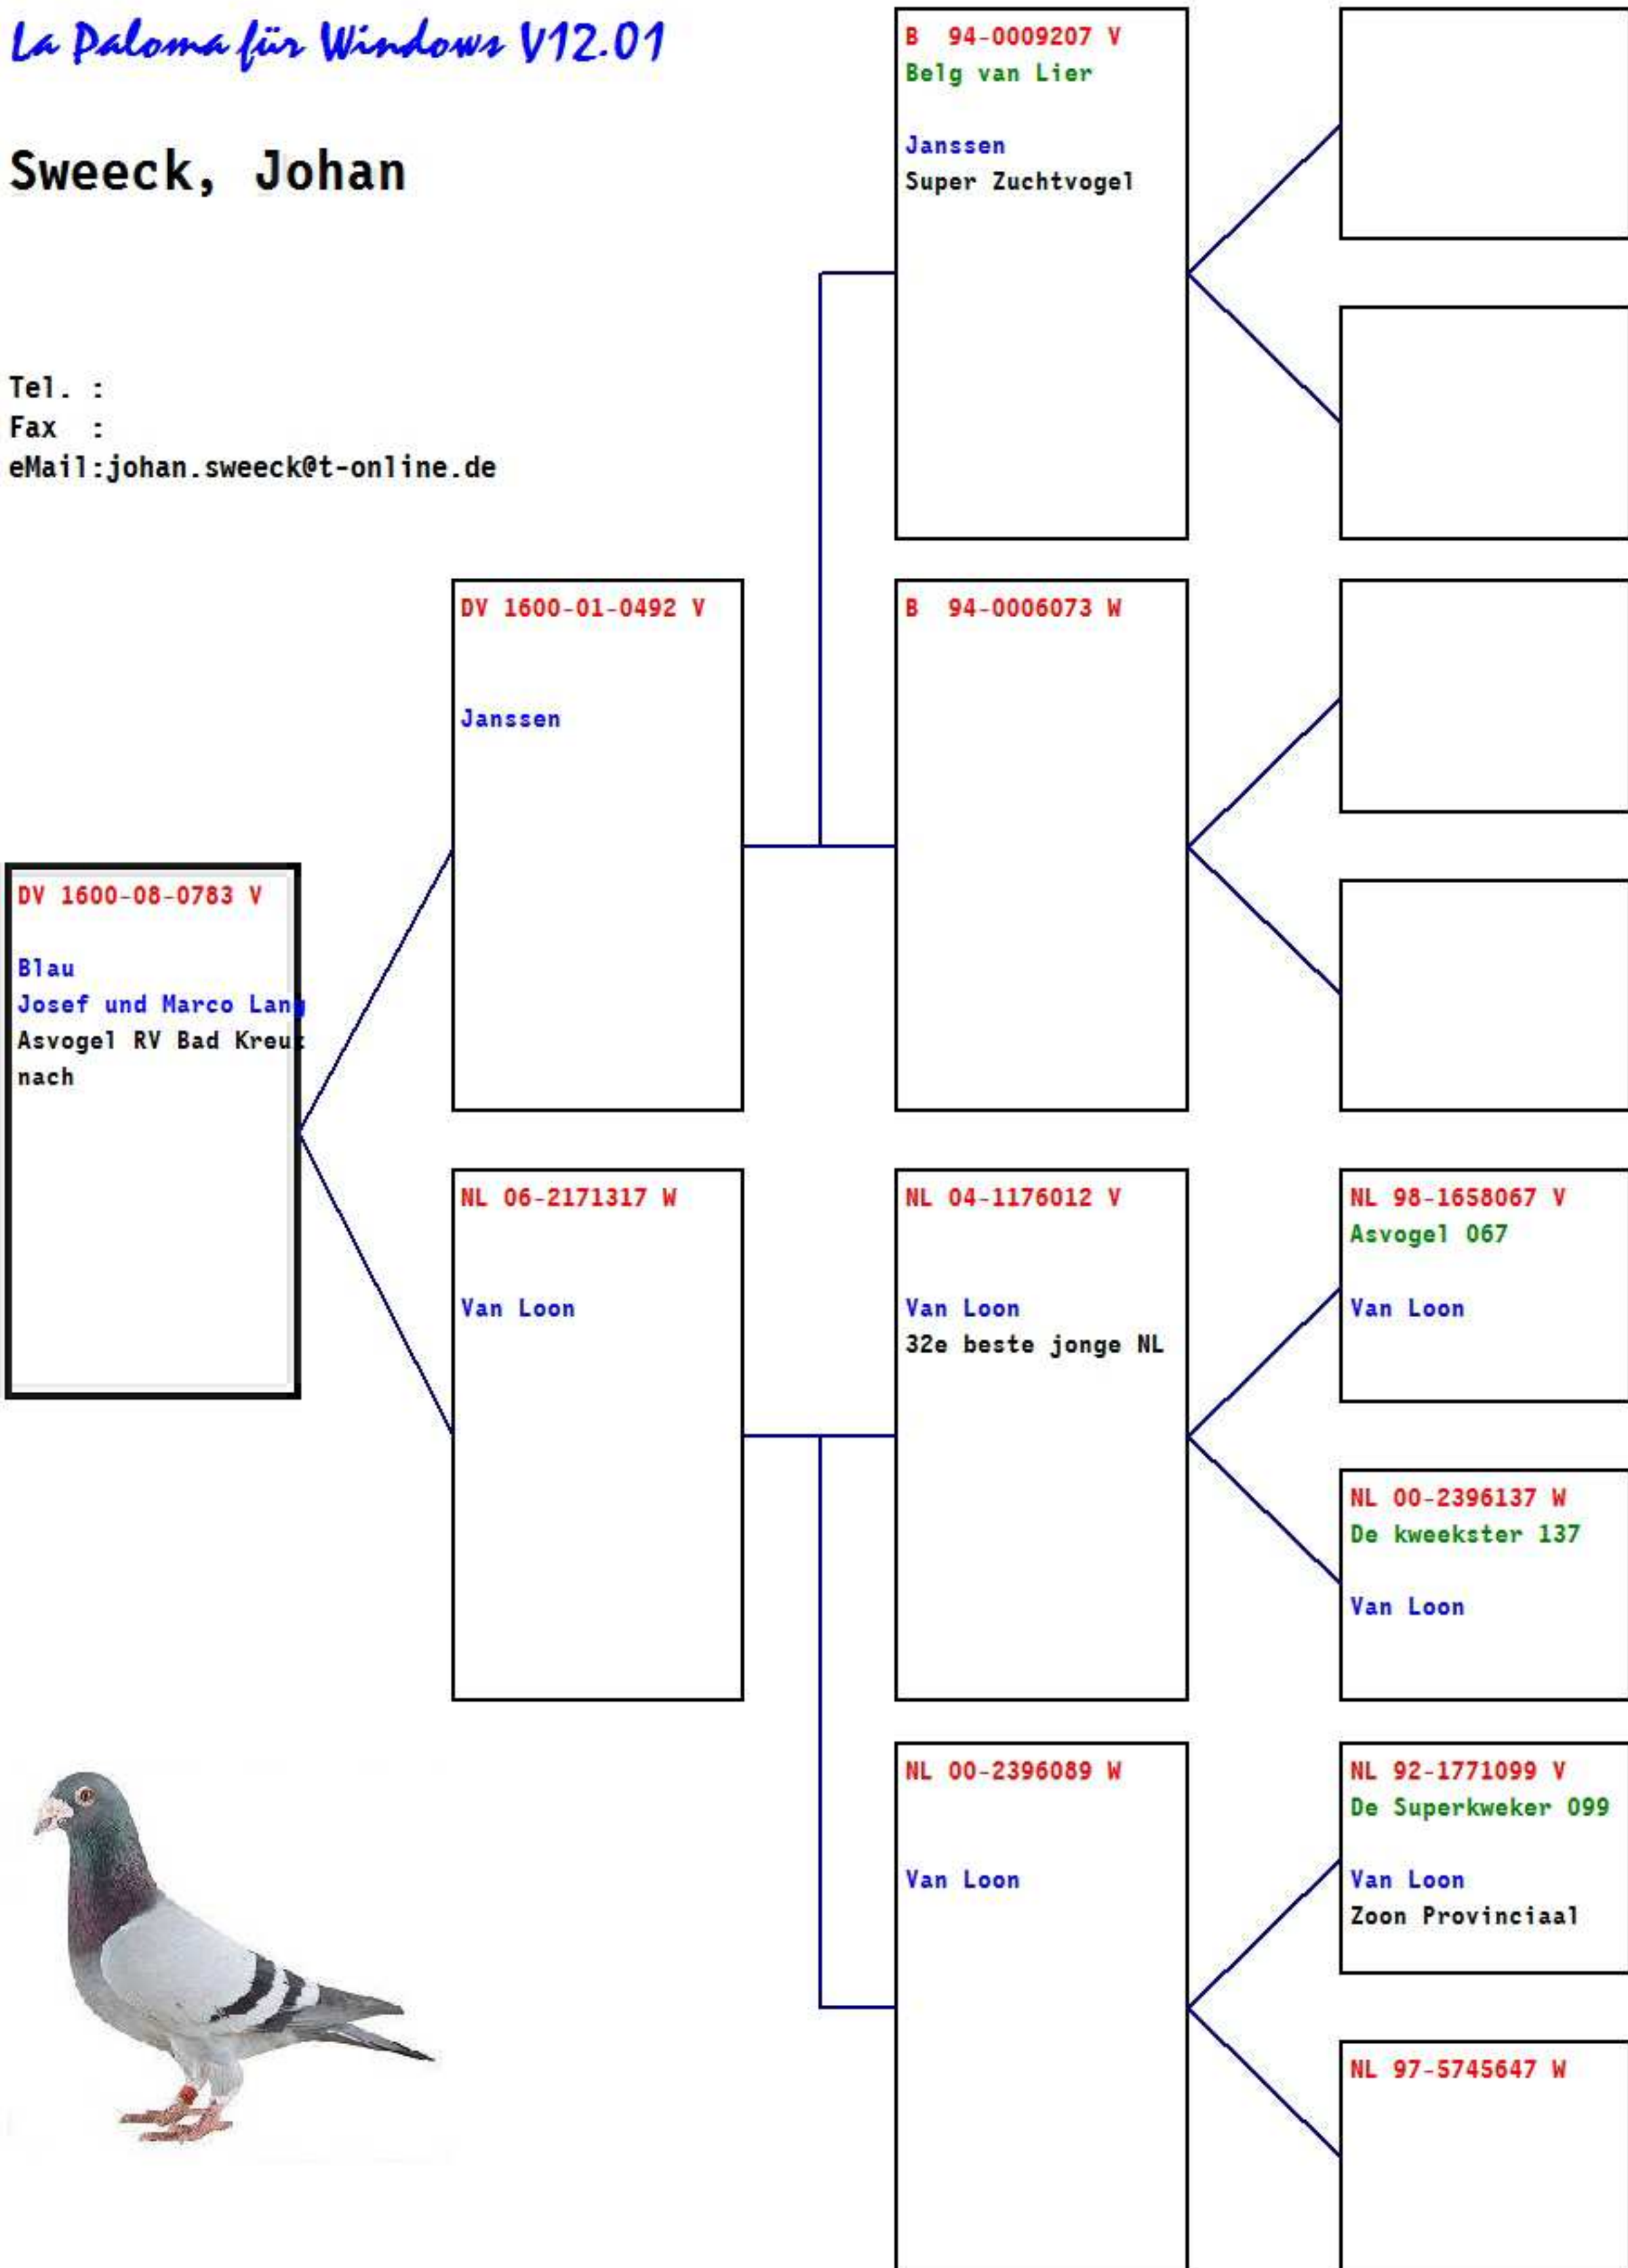 La Paloma für Windows V12.01
Sweeck, Johan
Tel. :
Fax :
eMail:johan.sweeck@t-online.de
DV 1600-08-0783 V
Blau
Josef und Marco Lang
Asvogel RV Bad Kreuz
nach
DV 1600-01-0492 V
Janssen
NL 06-2171317 W
Van Loon
B 94-0009207 V
Belg van Lier
Janssen
Super Zuchtvogel
B 94-0006073 W
NL 04-1176012 V
Van Loon
32e beste jonge NL
NL 00-2396089 W
Van Loon
NL 98-1658067 V
Asvogel 067
Van Loon
NL 00-2396137 W
De kweekster 137
Van Loon
NL 92-1771099 V
De Superkweker 099
Van Loon
Zoon Provinciaal
NL 97-5745647 W